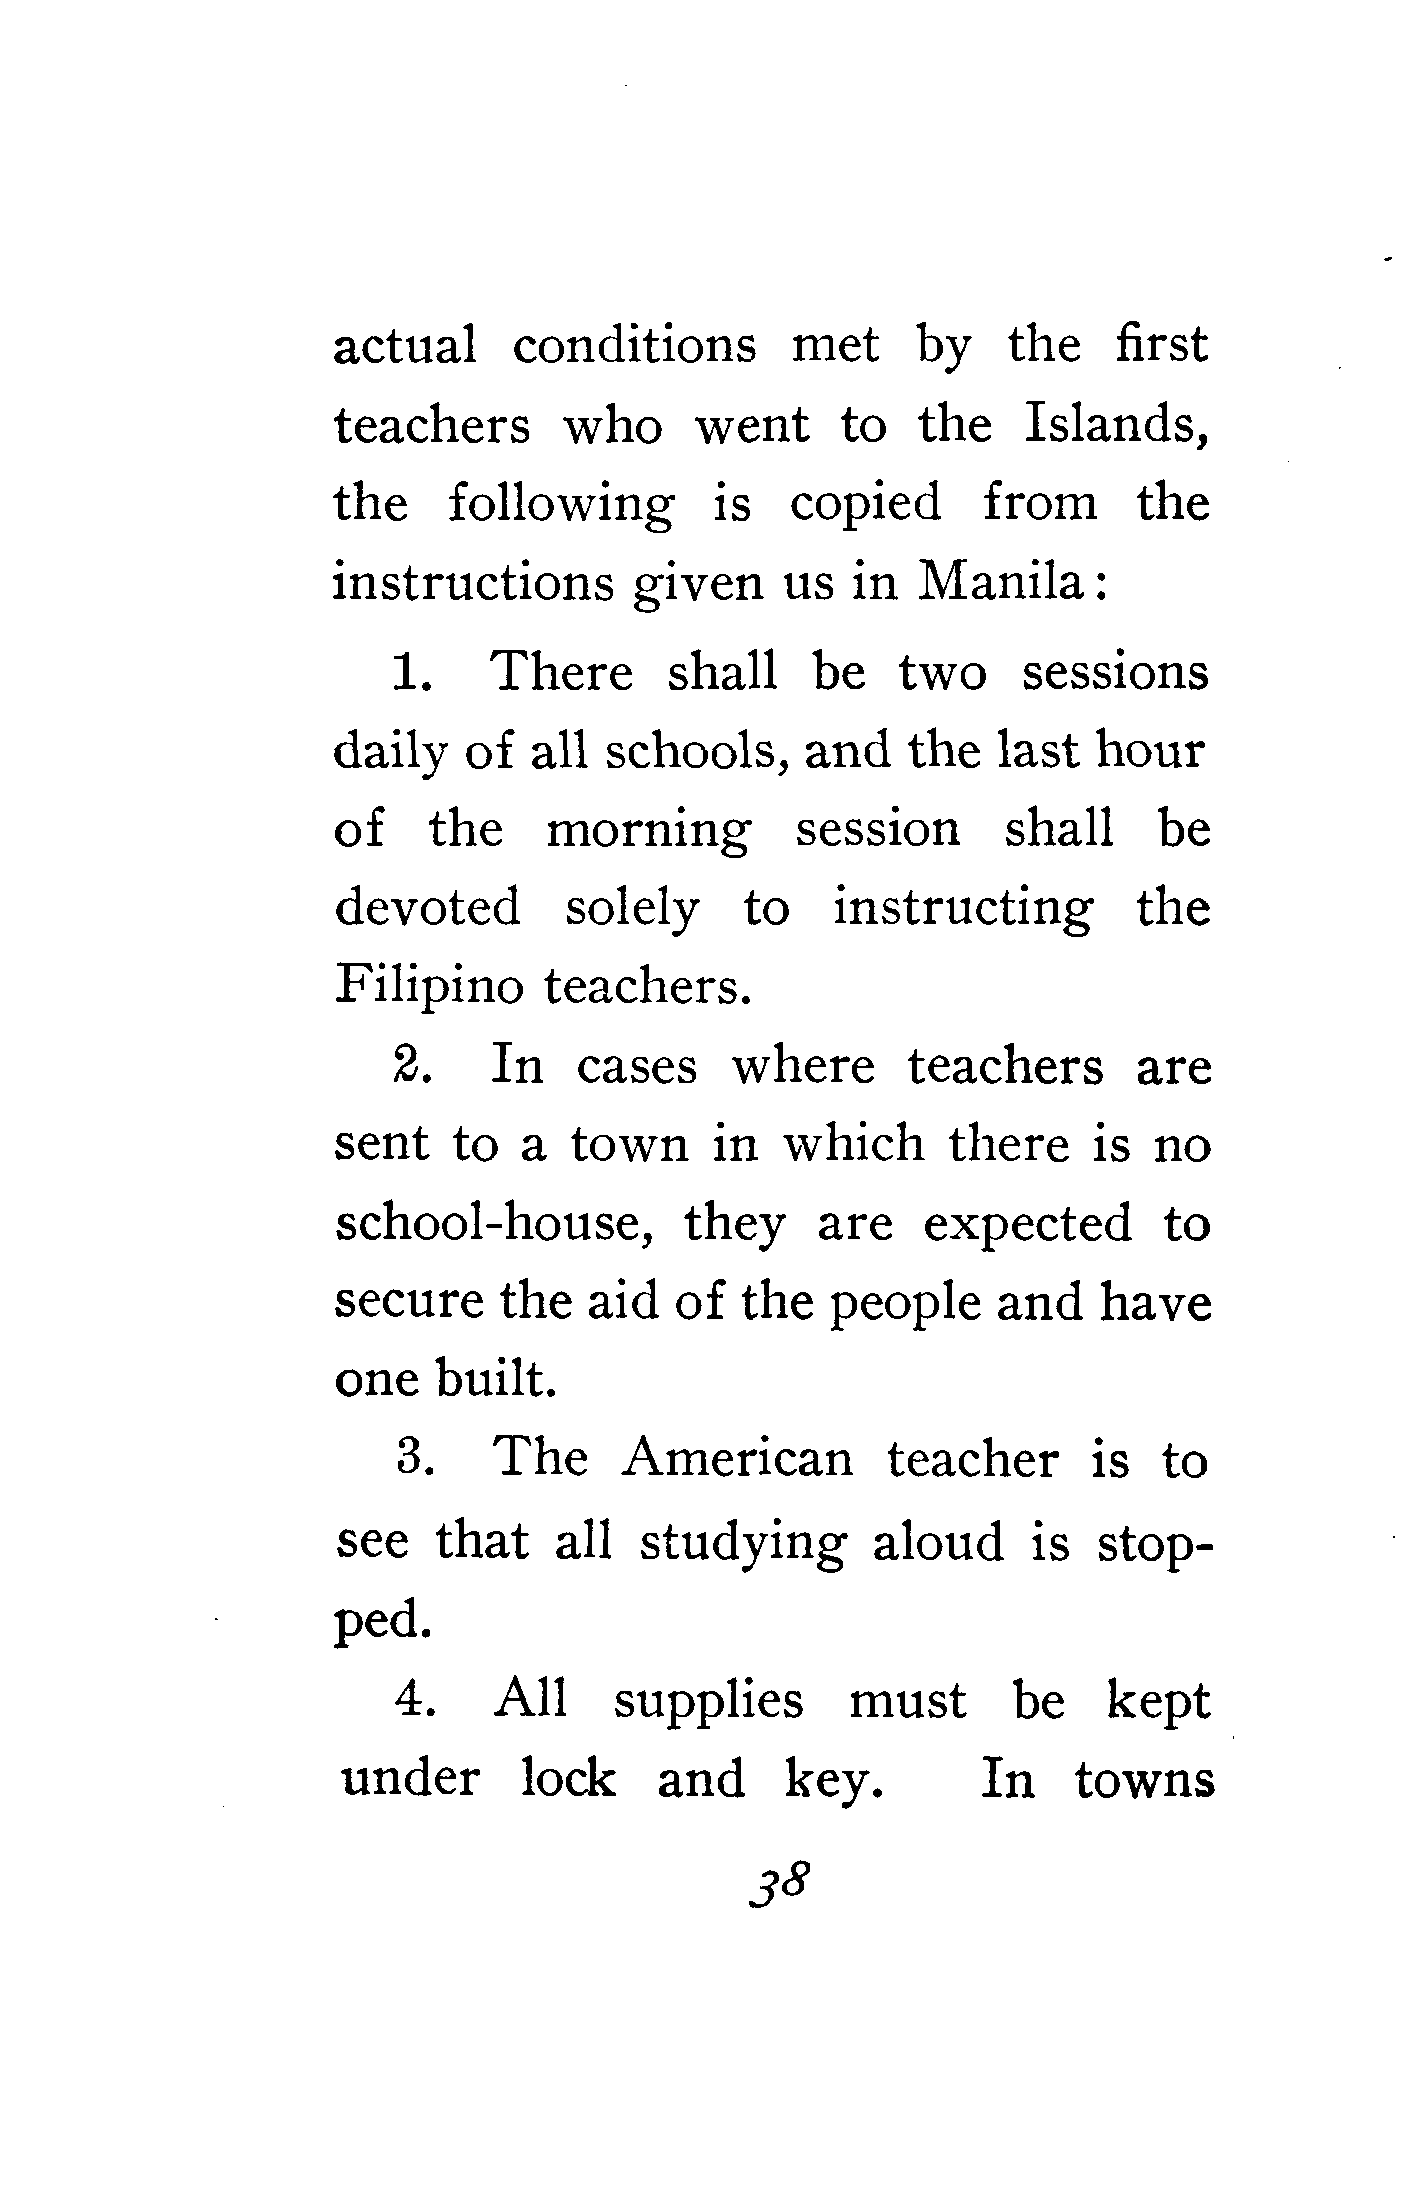 actual conditions met by the first
teachers who went to the Islands,
the following is copied from the
instructions given us in Manila:
1. There shall be two sessions
daily of all schools, and the last hour
of the morning session shall be
devoted solely to instructing the
Filipino teachers.
2. In cases where teachers are
sent to a town in which there is no
school-house, they are expected to
secure the aid of the people and have
one built.
3. The American teacher is to
see that all studying aloud is stop-
ped.
4. All supplies must be kept
under lock and key. In towns
38